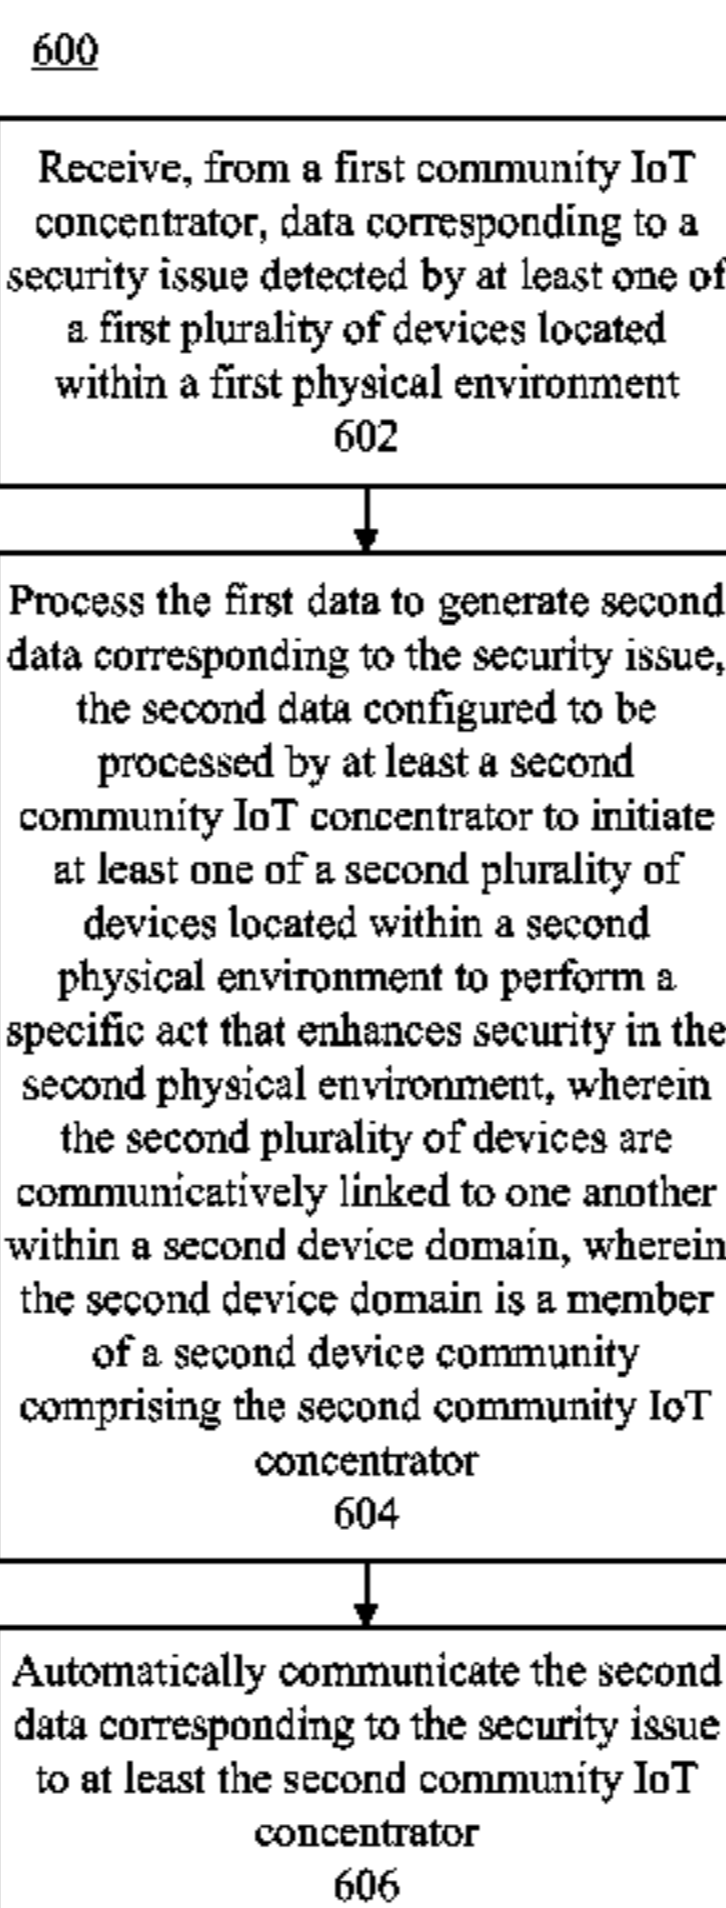 600
Receive, from a first community IoT
concentrator, data corresponding to a
security issue detected by at least one of
a first plurality of devices located
within a first physical environment
602
Process the first data to generate second
data corresponding to the security issue,
the second data configured to be
processed by at least a second
community IoT concentrator to initiate
at least one of a second plurality of
devices located within a second
physical environment to perform a
specific act that enhances security in the
second physical environment, wherein
the second plurality of devices are
communicatively linked to one another
within a second device domain, wherein
the second device domain is a member
of a second device community
comprising the second community IoT
concentrator
604
Automatically communicate the second
data corresponding to the security issue
to at least the second community IoT
concentrator
606